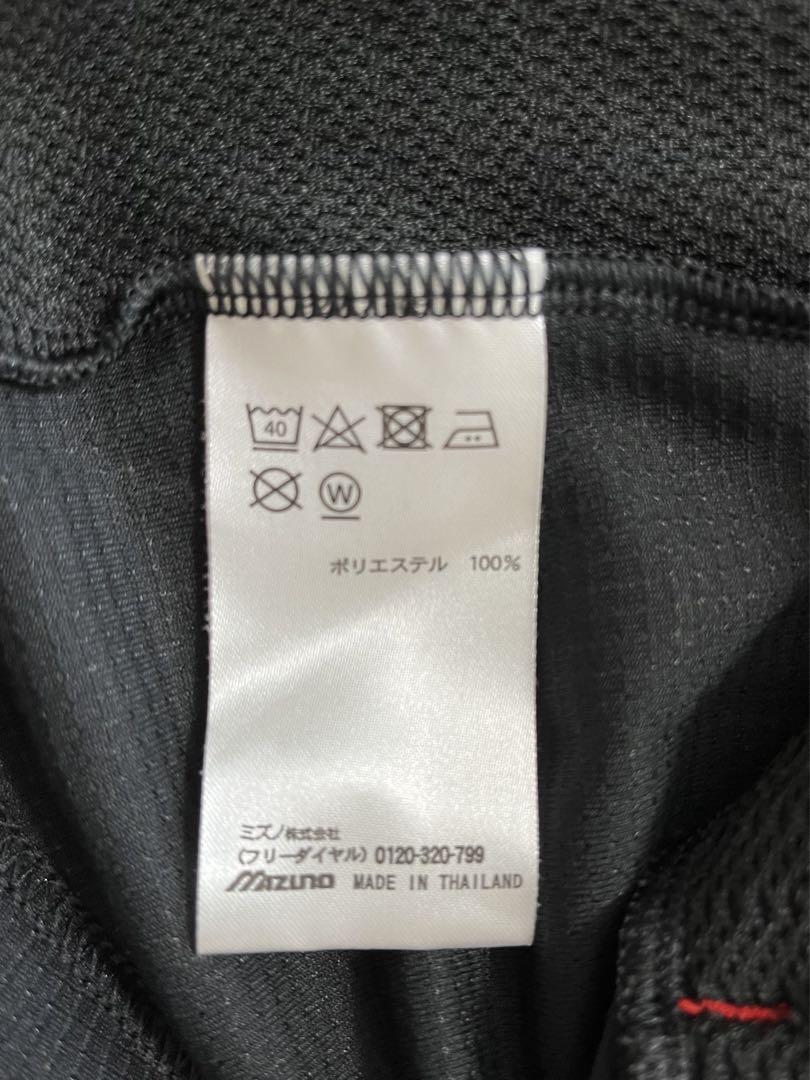 40
W
ポリエステル 100%
ミズノ株式会社
(フリーダイヤル) 0120-320-799
MIZUNO MADE IN THAILAND